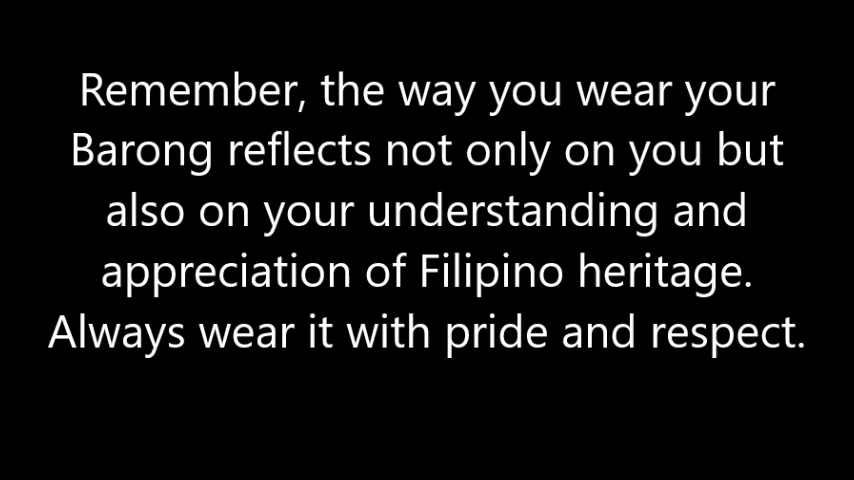 Remember, the way you wear your
Barong reflects not only on you but
also on your understanding and
appreciation of Filipino heritage.
Always wear it with pride and respect.